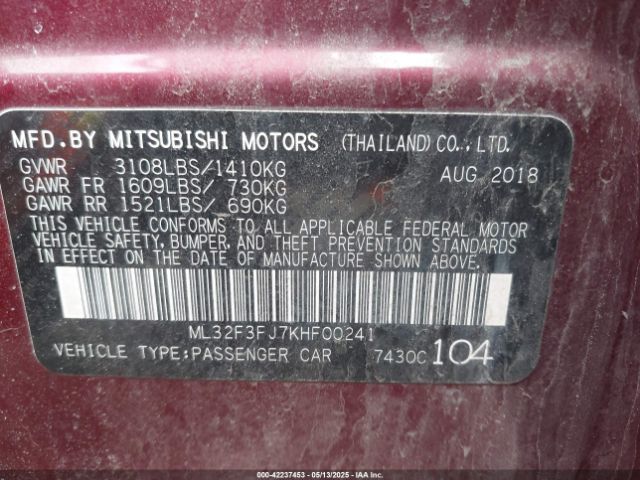 MFD.BY MITSUBISHI MOTORS (THAILAND) CO., LTD.
GVWR 3108LBS/1410KG AUG 2018
GAWR FR 1609LBS/ 730KG
GAWR RR 1521LBS/ 690KG
THIS VEHICLE CONFORMS TO ALL APPLICABLE FEDERAL MOTOR
VEHICLE SAFETY, BUMPER, AND THEFT PREVENTION STANDARDS
IN EFFECT ON THE DATE OF MANUFACTURE SHOWN ABOVE.
ML32F3FJ7KHF00241
VEHICLE TYPE:PASSENGER CAR 7430C 104
000-42237453 - 05/13/2025 - IAAI.COM